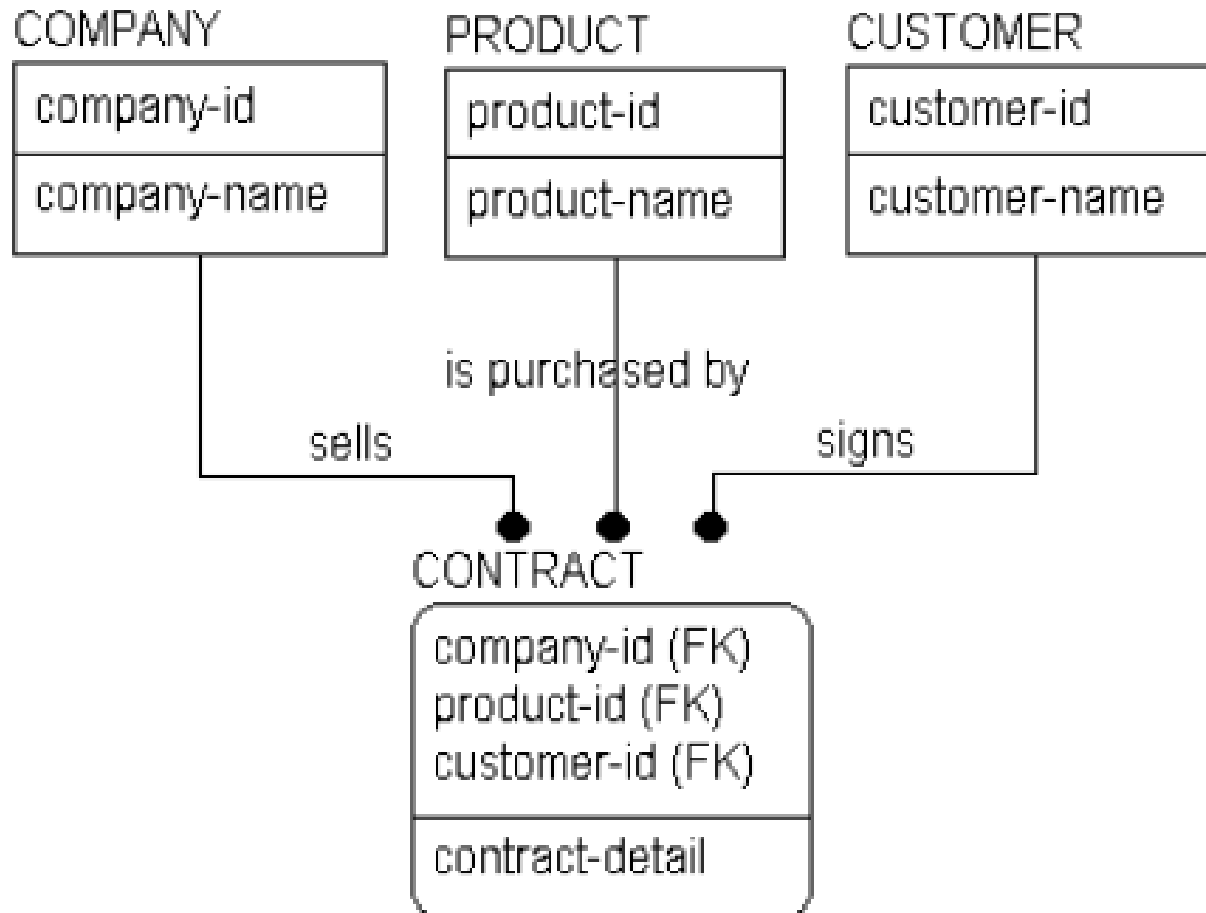 COMPANY
company-id
company-name
PRODUCT
product-id
product-name
CUSTOMER
customer-id
customer-name
is purchased by
sells
signs
CONTRACT
company-id (FK)
product-id (FK)
customer-id (FK)
contract-detail